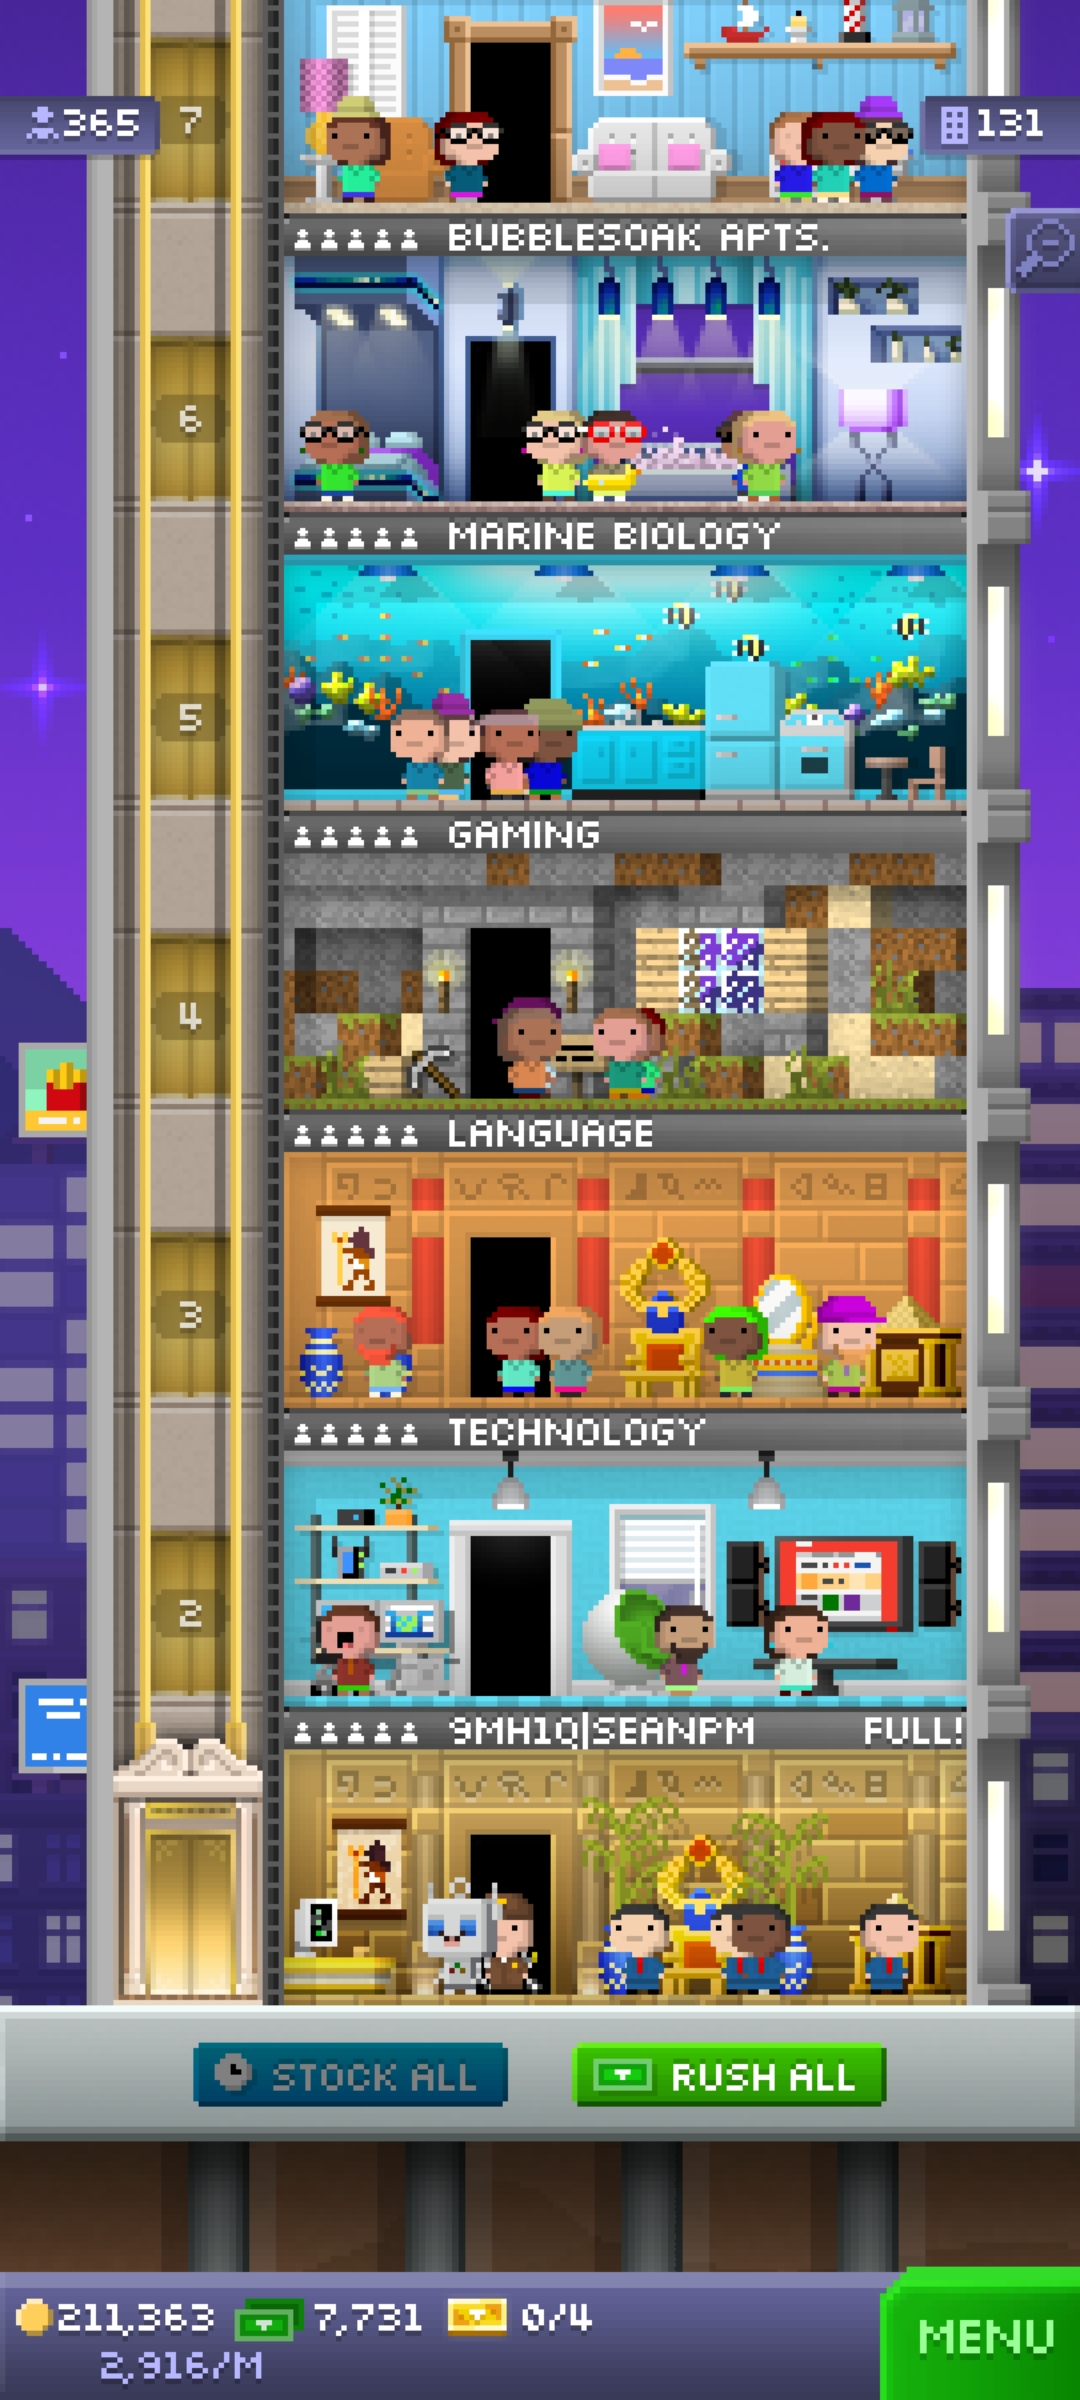 7
365
131
BUBBLESOAK APTS.
6
MARINE BIOLOGY
5
GAMING
4
LANGUAGE
3
TECHNOLOGY
2
9MH1Q|SEANPM FULL!
STOCK ALL
RUSH ALL
211,363 7,731 0/4
2,916/M
MENU